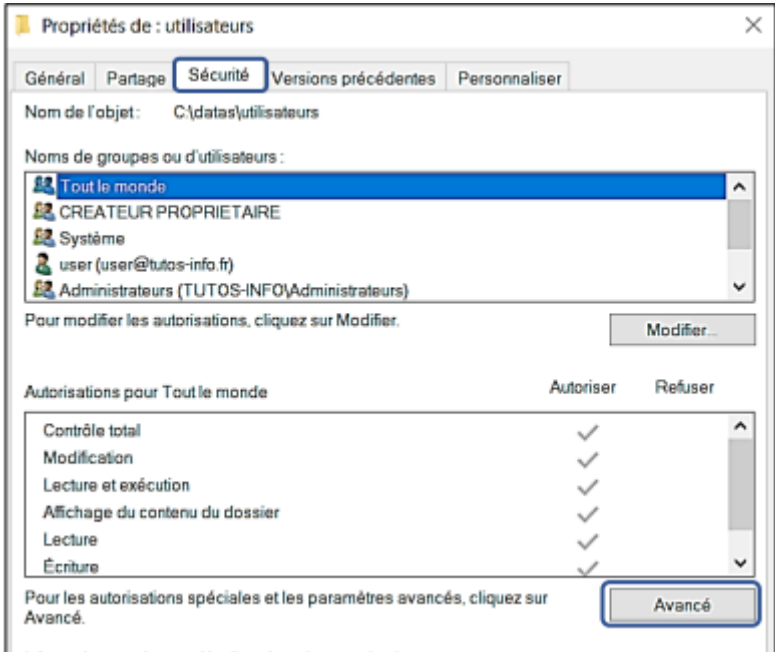 Propriétés de : utilisateurs
Général Partage Sécurité Versions précédentes Personnaliser
Nom de l'objet : C:\datas\utilisateurs
Noms de groupes ou d'utilisateurs :
Tout le monde
CREATEUR PROPRIETAIRE
Système
user (user@tutos-info.fr)
Administrateurs (TUTOS-INFO\Administrateurs)
Pour modifier les autorisations, cliquez sur Modifier.
Modifier...
Autorisations pour Tout le monde Autoriser Refuser
Contrôle total
Modification
Lecture et exécution
Affichage du contenu du dossier
Lecture
Écriture
Pour les autorisations spéciales et les paramètres avancés, cliquez sur
Avancé.
Avancé